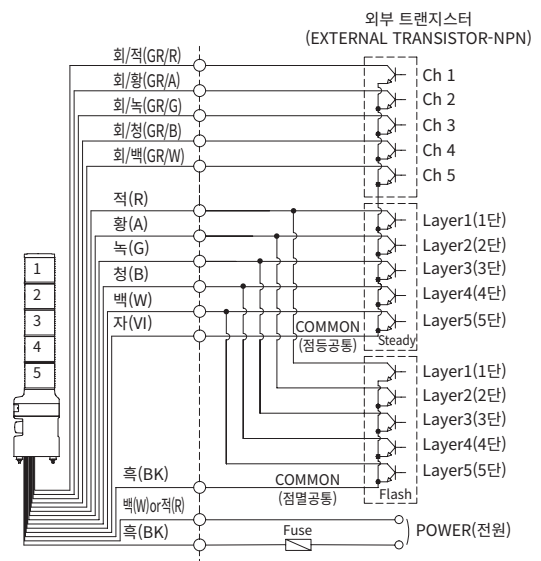 외부 트랜지스터
(EXTERNAL TRANSISTOR-NPN)
회/적(GR/R)
Ch 1
회/황(GR/A)
Ch 2
회/녹(GR/G)
Ch 3
회/청(GR/B)
Ch 4
회/백(GR/W)
Ch 5
적(R)
Layer1(1단)
황(A)
Layer2(2단)
녹(G)
Layer3(3단)
청(B)
Layer4(4단)
백(W)
Layer5(5단)
자(VI)
COMMON
(점등공통)
Steady
1
2
3
4
5
Layer1(1단)
Layer2(2단)
Layer3(3단)
Layer4(4단)
Layer5(5단)
흑(BK)
COMMON
(점멸공통)
Flash
백(W)or적(R)
POWER(전원)
흑(BK)
Fuse